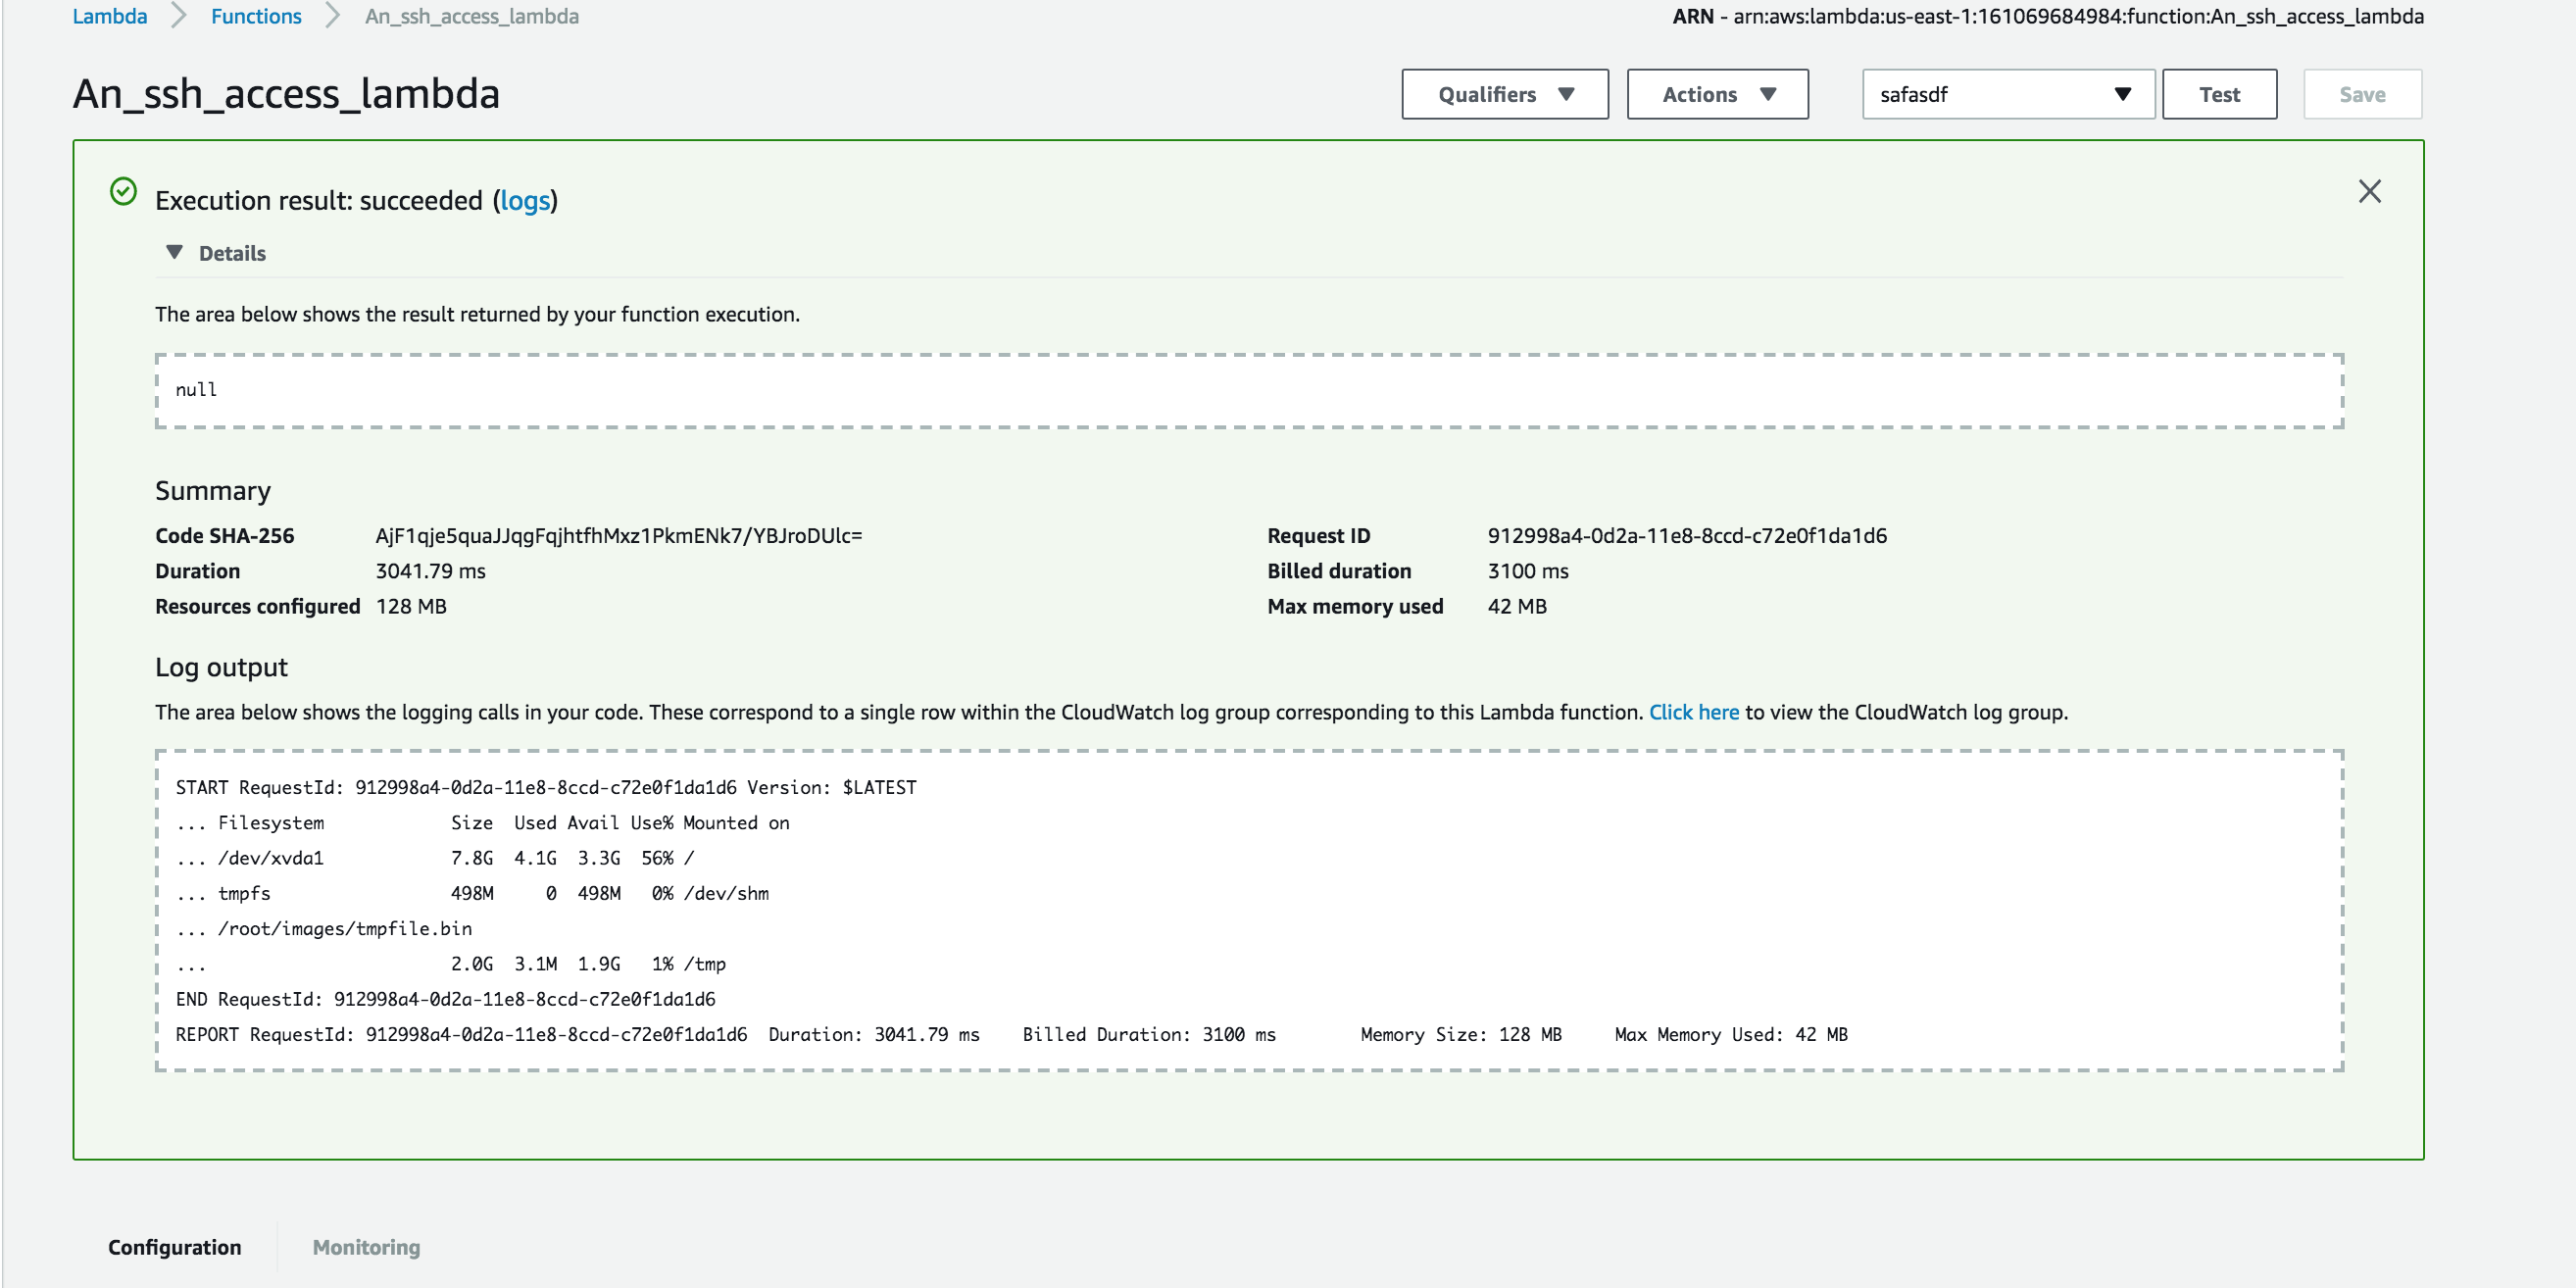 Lambda Functions An_ssh_access_lambda
ARN - arn:aws:lambda:us-east-1:161069684984:function:An_ssh_access_lambda
An_ssh_access_lambda
Qualifiers Actions safasdf Test Save
Execution result: succeeded (logs)
Details
The area below shows the result returned by your function execution.
null
Summary
Code SHA-256 AjF1qje5quaJJqgFqjhtfhMxz1PkmENk7/YBJroDUlc=
Request ID 912998a4-0d2a-11e8-8ccd-c72e0f1da1d6
Duration 3041.79 ms
Billed duration 3100 ms
Resources configured 128 MB
Max memory used 42 MB
Log output
The area below shows the logging calls in your code. These correspond to a single row within the CloudWatch log group corresponding to this Lambda function. Click here to view the CloudWatch log group.
START RequestId: 912998a4-0d2a-11e8-8ccd-c72e0f1da1d6 Version: $LATEST
... Filesystem            Size  Used Avail Use% Mounted on
... /dev/xvda1            7.8G  4.1G  3.3G  56% /
... tmpfs                 498M     0  498M   0% /dev/shm
... /root/images/tmpfile.bin
...                       2.0G  3.1M  1.9G   1% /tmp
END RequestId: 912998a4-0d2a-11e8-8ccd-c72e0f1da1d6
REPORT RequestId: 912998a4-0d2a-11e8-8ccd-c72e0f1da1d6  Duration: 3041.79 ms    Billed Duration: 3100 ms        Memory Size: 128 MB     Max Memory Used: 42 MB
Configuration Monitoring